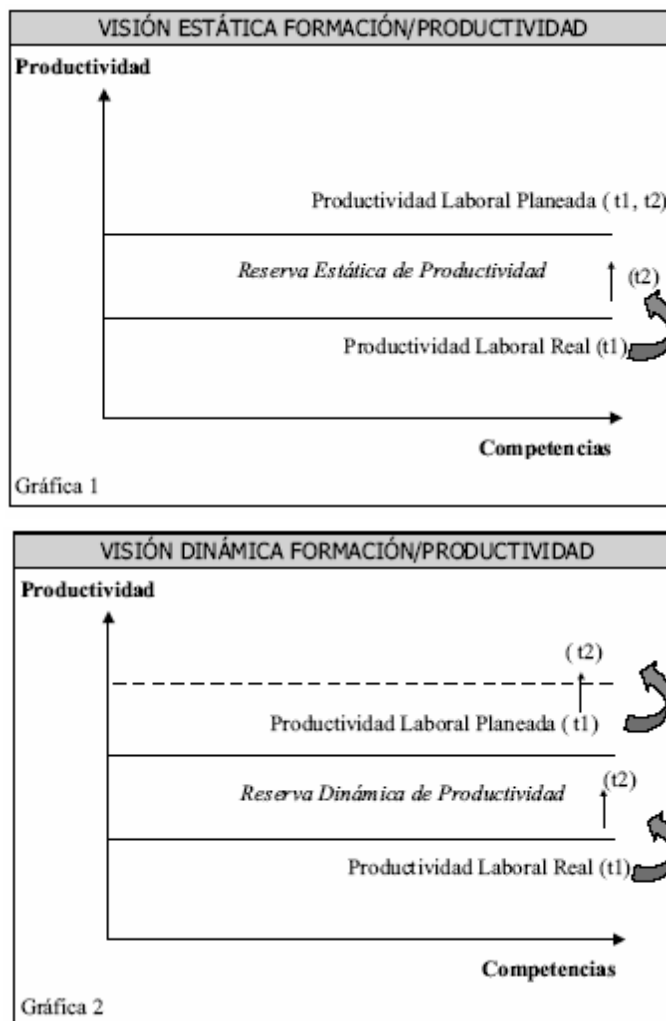 VISIÓN ESTÁTICA FORMACIÓN/PRODUCTIVIDAD
Productividad
Productividad Laboral Planeada ( t1, t2)
Reserva Estática de Productividad
(t2)
Productividad Laboral Real (t1)
Competencias
Gráfica 1
VISIÓN DINÁMICA FORMACIÓN/PRODUCTIVIDAD
Productividad
( t2)
Productividad Laboral Planeada ( t1)
Reserva Dinámica de Productividad
(t2)
Productividad Laboral Real (t1)
Competencias
Gráfica 2